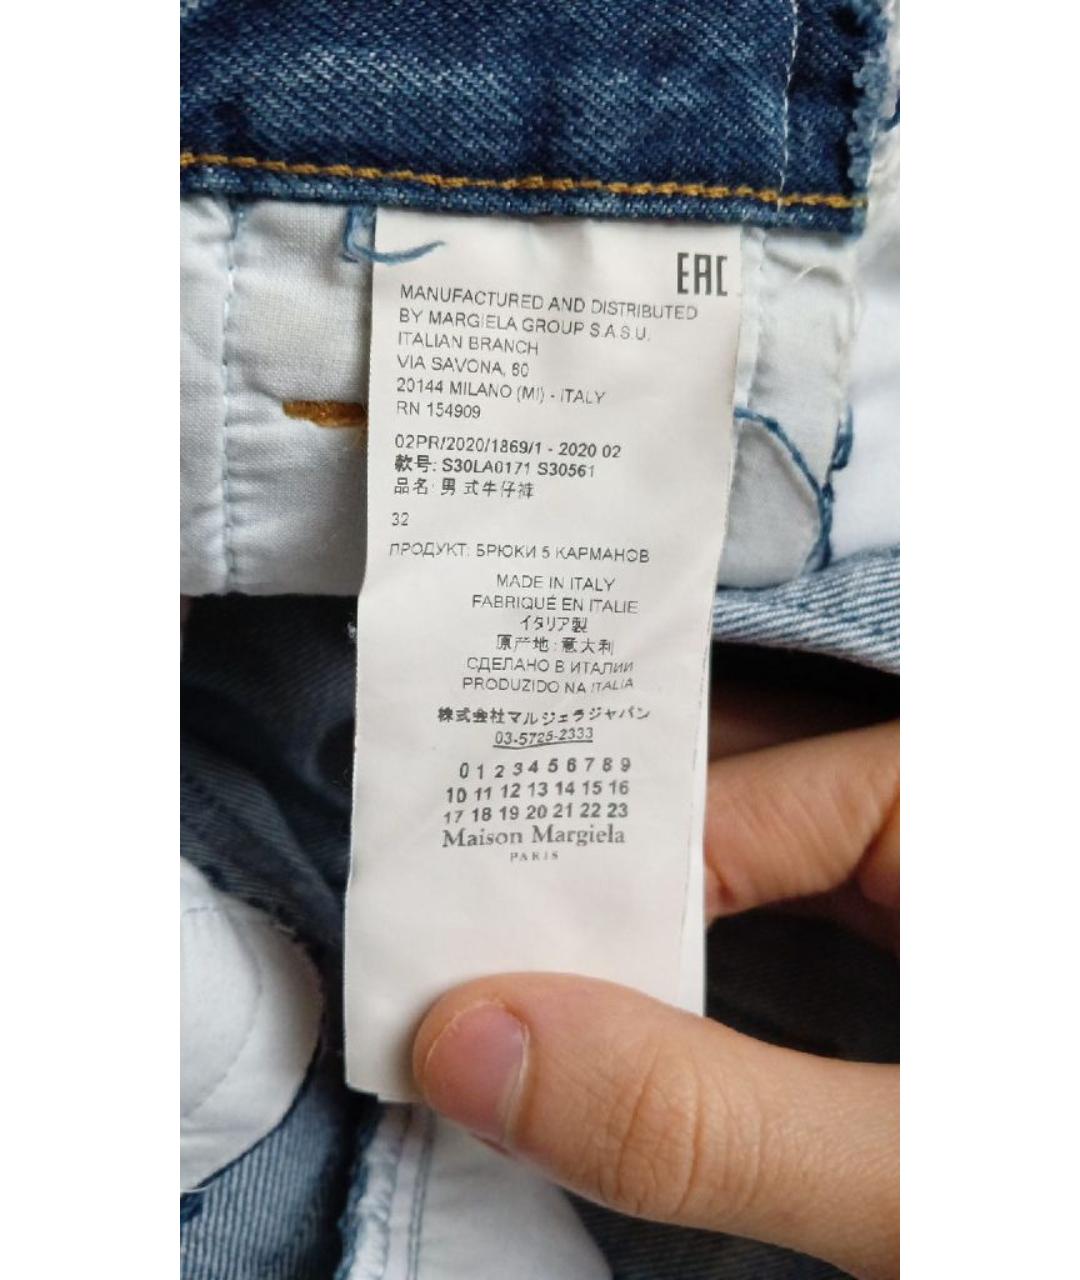 EAC
MANUFACTURED AND DISTRIBUTED
BY MARGIELA GROUP S.A.S.U.
ITALIAN BRANCH
VIA SAVONA, 60
20144 MILANO (MI) - ITALY
RN 154909
02PR/2020/1869/1 - 2020 02
款号: S30LA0171 S30561
品名: 男 式牛仔裤
32
ПРОДУКТ: БРЮКИ 5 КАРМАНОВ
MADE IN ITALY
FABRIQUÉ EN ITALIE
イタリア製
原产地：意大利
СДЕЛАНО В ИТАЛИИ
PRODUZIDO NA ITALIA
株式会社マルジェラジャパン
03-5725-2333
0 1 2 3 4 5 6 7 8 9
10 11 12 13 14 15 16
17 18 19 20 21 22 23
Maison Margiela
PARIS